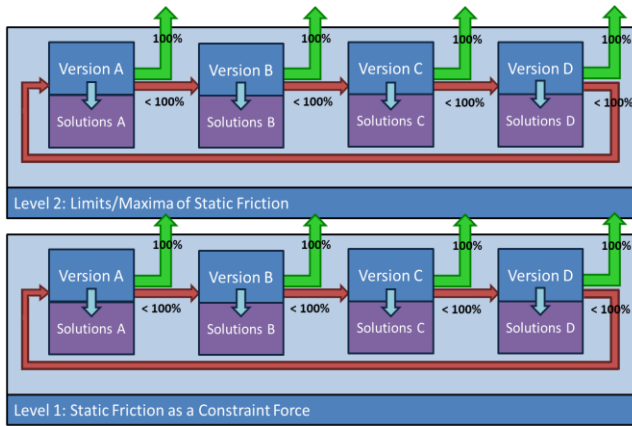 100% 100% 100% 100%
Version A Version B Version C Version D
< 100% < 100% < 100% < 100%
Solutions A Solutions B Solutions C Solutions D
Level 2: Limits/Maxima of Static Friction
100% 100% 100% 100%
Version A Version B Version C Version D
< 100% < 100% < 100% < 100%
Solutions A Solutions B Solutions C Solutions D
Level 1: Static Friction as a Constraint Force